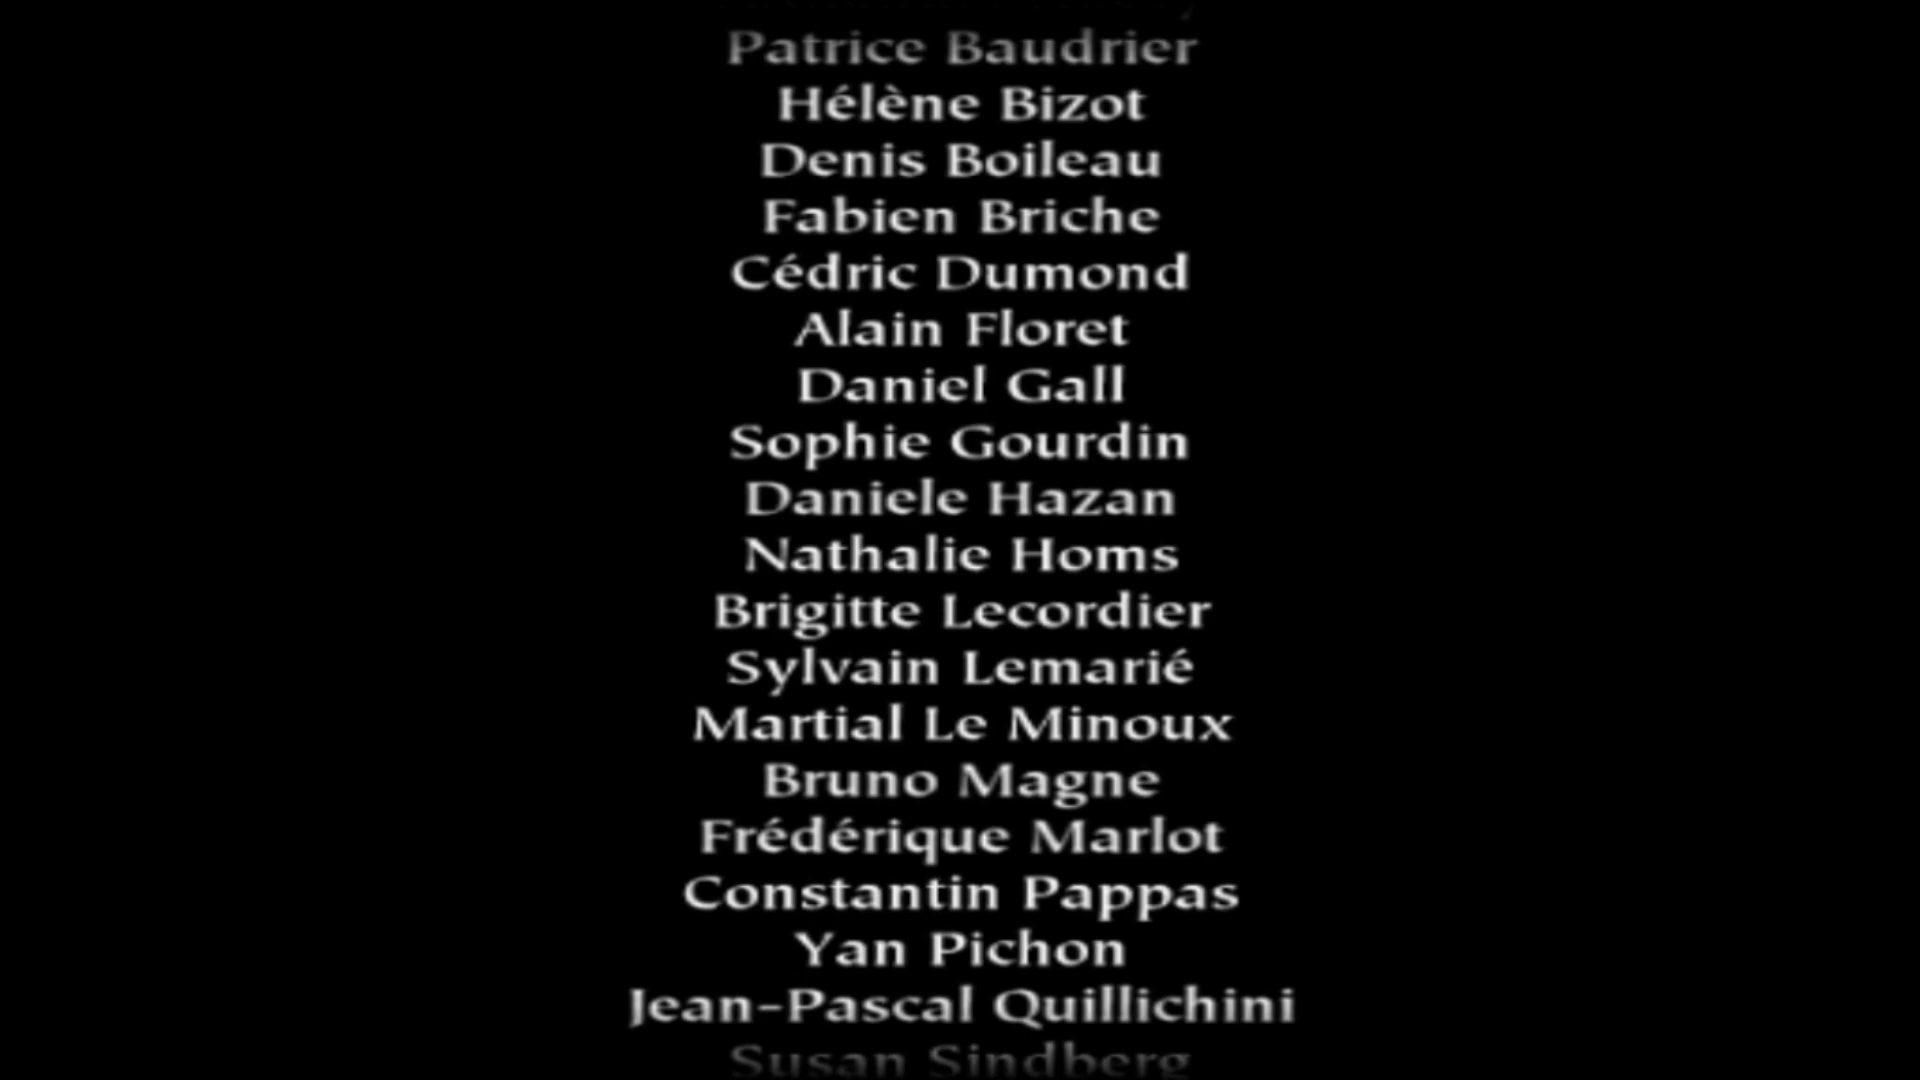 Patrice Baudrier
Hélène Bizot
Denis Boileau
Fabien Briche
Cédric Dumond
Alain Floret
Daniel Gall
Sophie Gourdin
Daniele Hazan
Nathalie Homs
Brigitte Lecordier
Sylvain Lemarié
Martial Le Minoux
Bruno Magne
Frédérique Marlot
Constantin Pappas
Yan Pichon
Jean-Pascal Quillichini
Susan Sindberg